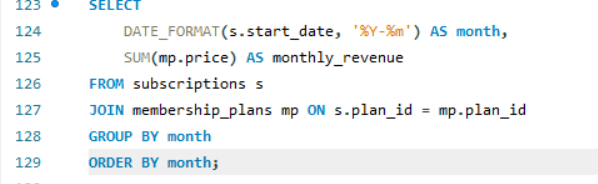 123 SELECT
124 DATE_FORMAT(s.start_date, '%Y-%m') AS month,
125 SUM(mp.price) AS monthly_revenue
126 FROM subscriptions s
127 JOIN membership_plans mp ON s.plan_id = mp.plan_id
128 GROUP BY month
129 ORDER BY month;